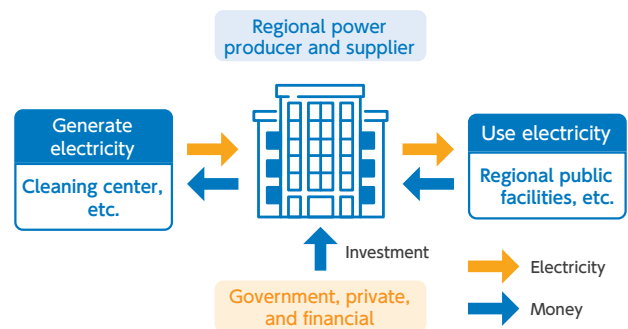 Regional power
producer and supplier
Generate
electricity
Cleaning center,
etc.
Use electricity
Regional public
facilities, etc.
Investment
Government, private,
and financial
Electricity
Money